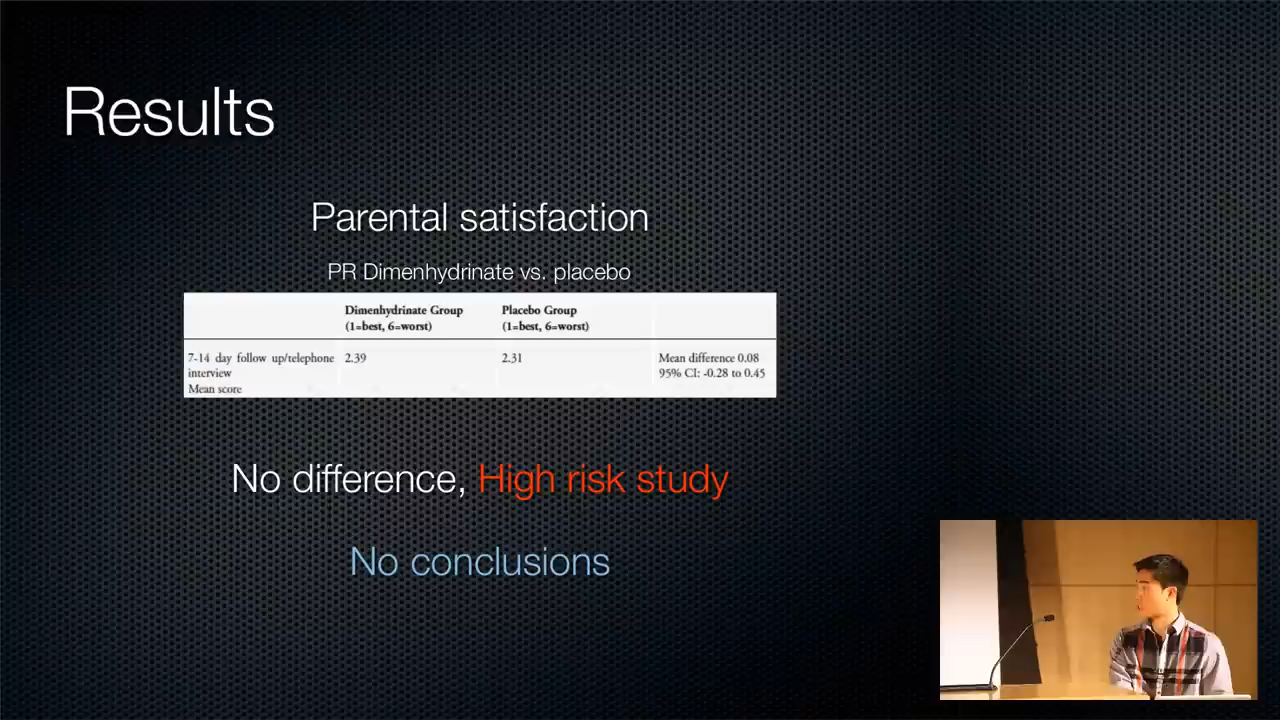 Results
Parental satisfaction
PR Dimenhydrinate vs. placebo
Dimenhydrinate Group Placebo Group
(1=best, 6=worst) (1=best, 6=worst)
7-14 day follow up/telephone 2.39 2.31 Mean difference 0.08
interview 95% CI: -0.28 to 0.45
Mean score
No difference, High risk study
No conclusions